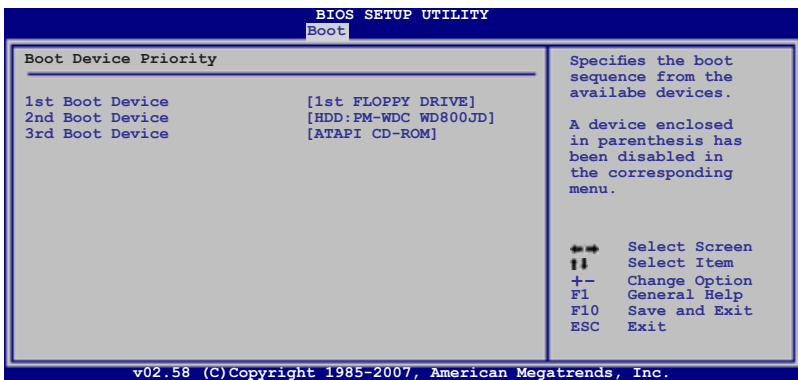 BIOS SETUP UTILITY
Boot
Boot Device Priority
1st Boot Device [1st FLOPPY DRIVE]
2nd Boot Device [HDD:PM-WDC WD800JD]
3rd Boot Device [ATAPI CD-ROM]
Specifies the boot
sequence from the
availabe devices.
A device enclosed
in parenthesis has
been disabled in
the corresponding
menu.
←→ Select Screen
↑↓ Select Item
+- Change Option
F1 General Help
F10 Save and Exit
ESC Exit
v02.58 (C)Copyright 1985-2007, American Megatrends, Inc.